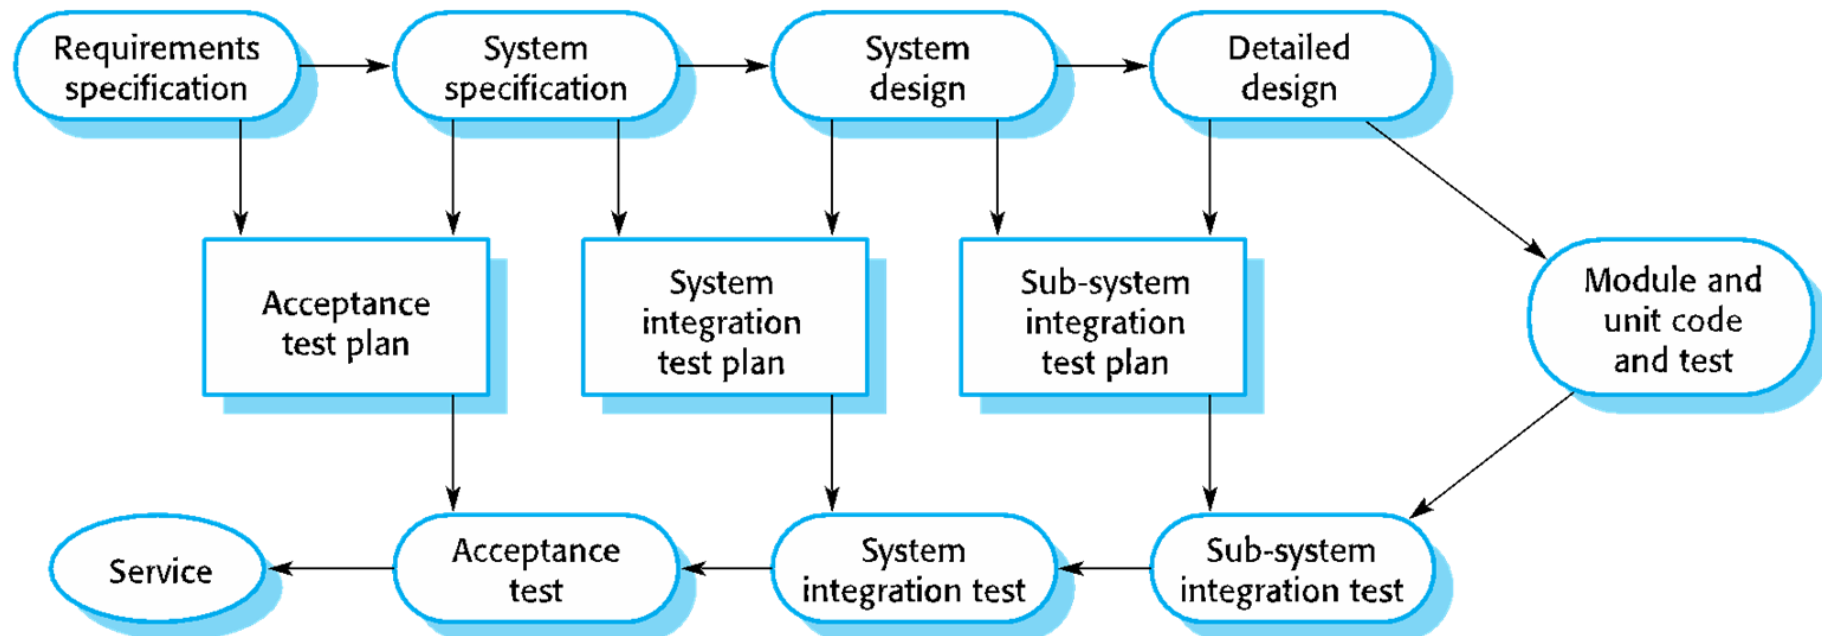 Requirements
specification
System
specification
System
design
Detailed
design
Acceptance
test plan
System
integration
test plan
Sub-system
integration
test plan
Module and
unit code
and test
Service
Acceptance
test
System
integration test
Sub-system
integration test